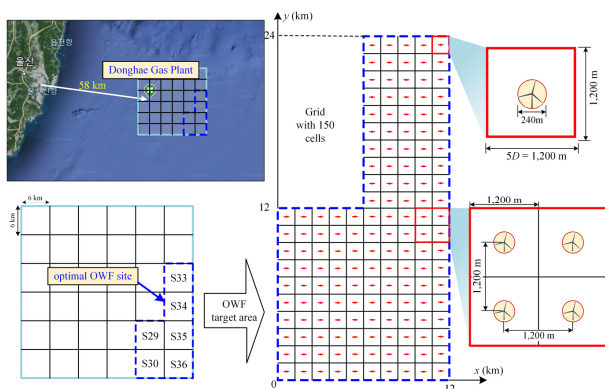 울산
Donghae Gas Plant
58 km
6 km
6 km
optimal OWF site
S33
S34
S29
S35
S30
S36
OWF
target area
y (km)
24
12
0
12
x (km)
Grid
with 150
cells
240m
1,200 m
5D = 1,200 m
1,200 m
1,200 m
1,200 m